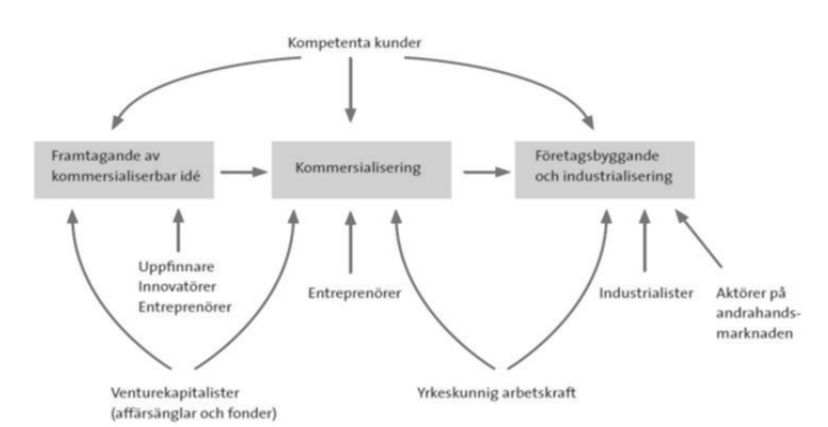 Kompetenta kunder
Framtagande av
kommersialiserbar idé
Kommersialisering
Företagsbyggande
och industrialisering
Uppfinnare
Innovatörer
Entreprenörer
Entreprenörer
Industrialister
Aktörer på
andrahands-
marknaden
Venturekapitalister
(affärsänglar och fonder)
Yrkeskunnig arbetskraft